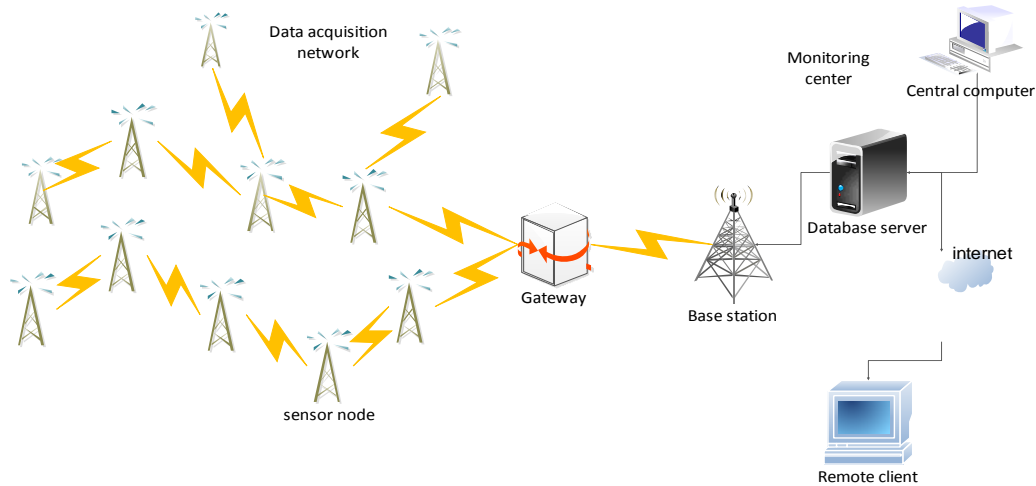 Data acquisition
network
Monitoring
center
Central computer
Database server
internet
Gateway
Base station
sensor node
Remote client